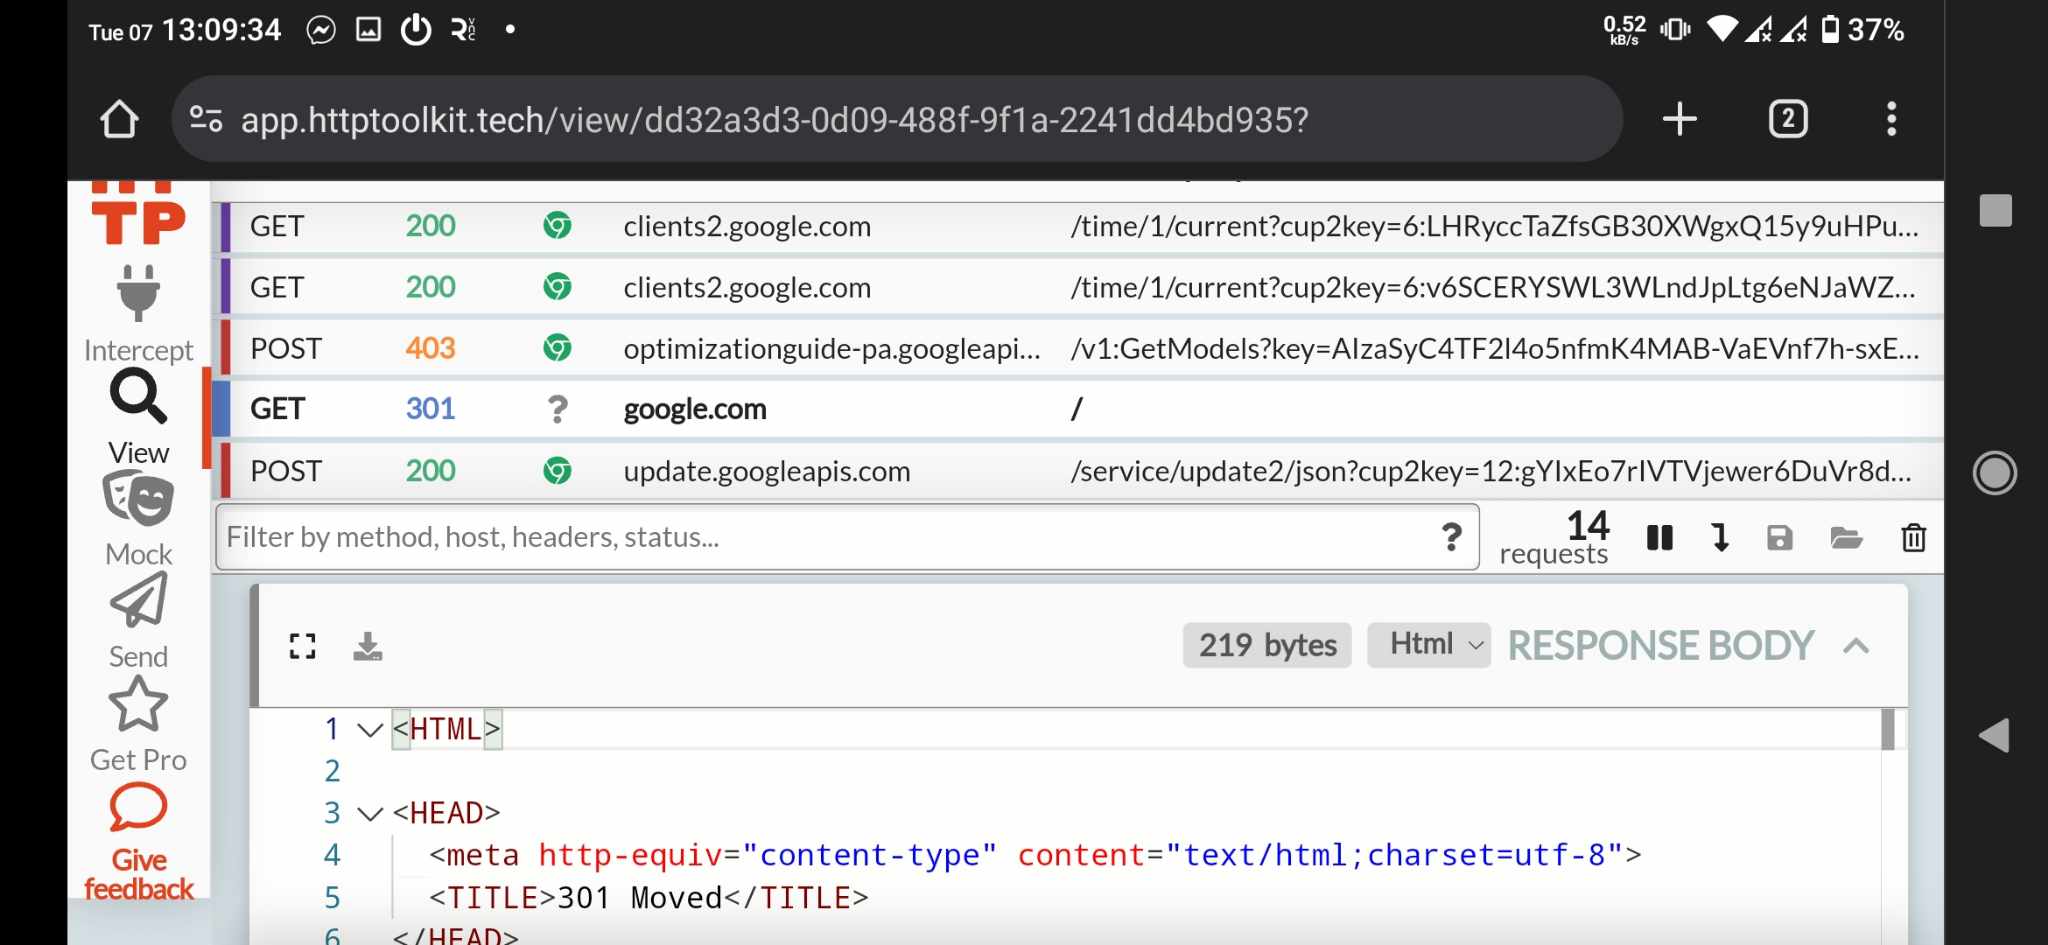 Tue 07 13:09:34
0.52 kB/s
37%
app.httptoolkit.tech/view/dd32a3d3-0d09-488f-9f1a-2241dd4bd935?
2
TP
Intercept
View
Mock
Send
Get Pro
Give
feedback
GET 200 clients2.google.com /time/1/current?cup2key=6:LHRyccTaZfsGB30XWgxQ15y9uHPu...
GET 200 clients2.google.com /time/1/current?cup2key=6:v6SCERYSWL3WLndJpLtg6eNJaWZ...
POST 403 optimizationguide-pa.googleapi... /v1:GetModels?key=AIzaSyC4TF2I4o5nfmK4MAB-VaEVnf7h-sxE...
GET 301 ? google.com /
POST 200 update.googleapis.com /service/update2/json?cup2key=12:gYIxEo7rIVTVjewer6DuVr8d...
Filter by method, host, headers, status... ?
14
requests
219 bytes Html RESPONSE BODY
1 <HTML>
2
3 <HEAD>
4 <meta http-equiv="content-type" content="text/html;charset=utf-8">
5 <TITLE>301 Moved</TITLE>
6 </HEAD>